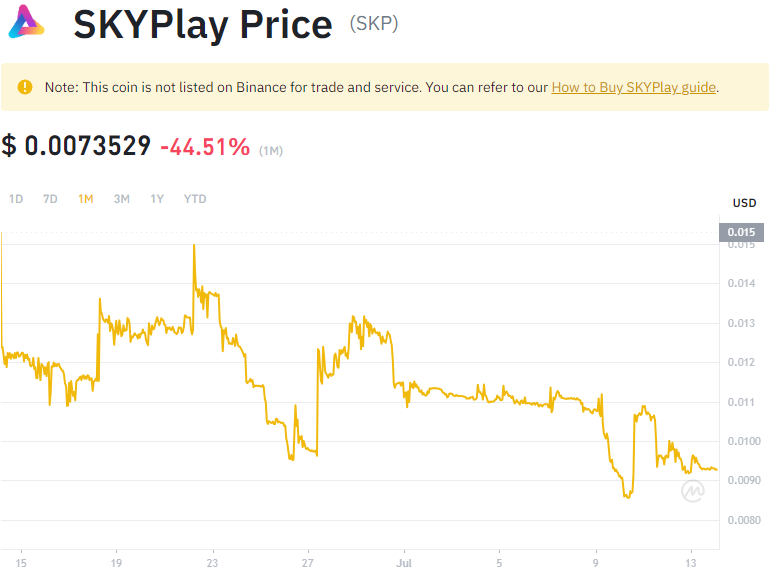 SKYPlay Price (SKP)
Note: This coin is not listed on Binance for trade and service. You can refer to our How to Buy SKYPlay guide.
$ 0.0073529 -44.51% (1M)
1D 7D 1M 3M 1Y YTD
USD
0.015
0.015
0.014
0.013
0.012
0.011
0.0100
0.0090
0.0080
15 19 23 27 Jul 5 9 13